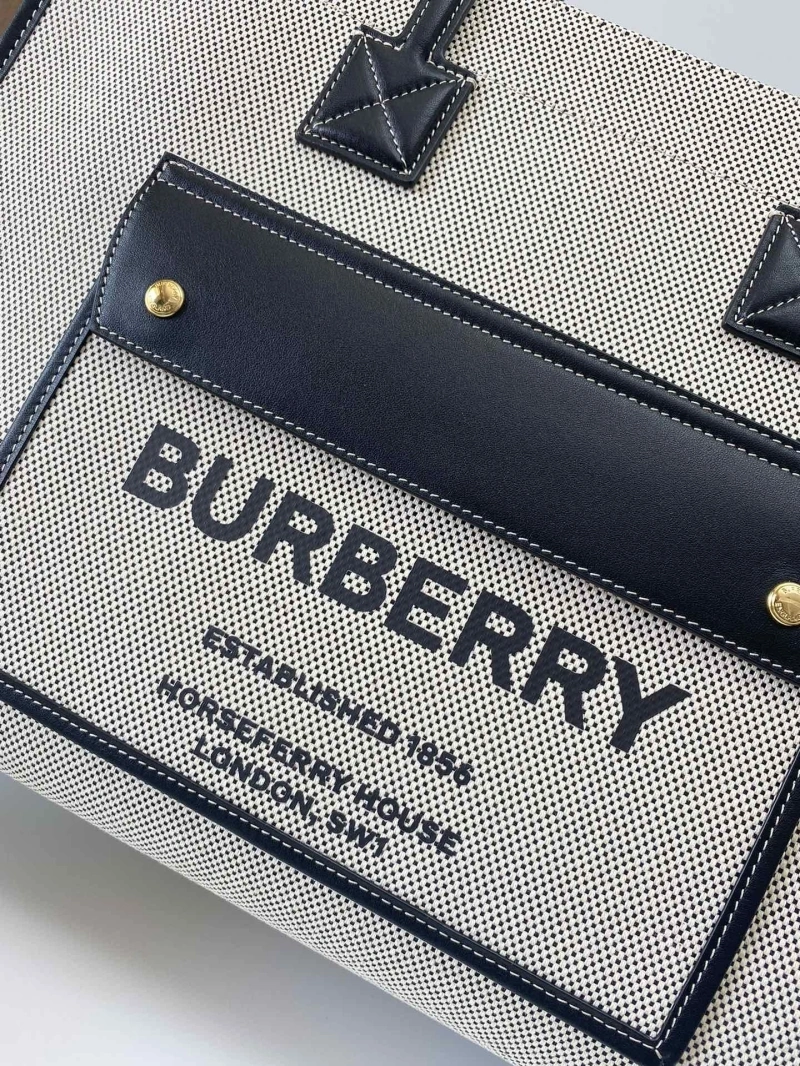 BURBERRY
ESTABLISHED 1856
HORSEFERRY HOUSE
LONDON, SW1